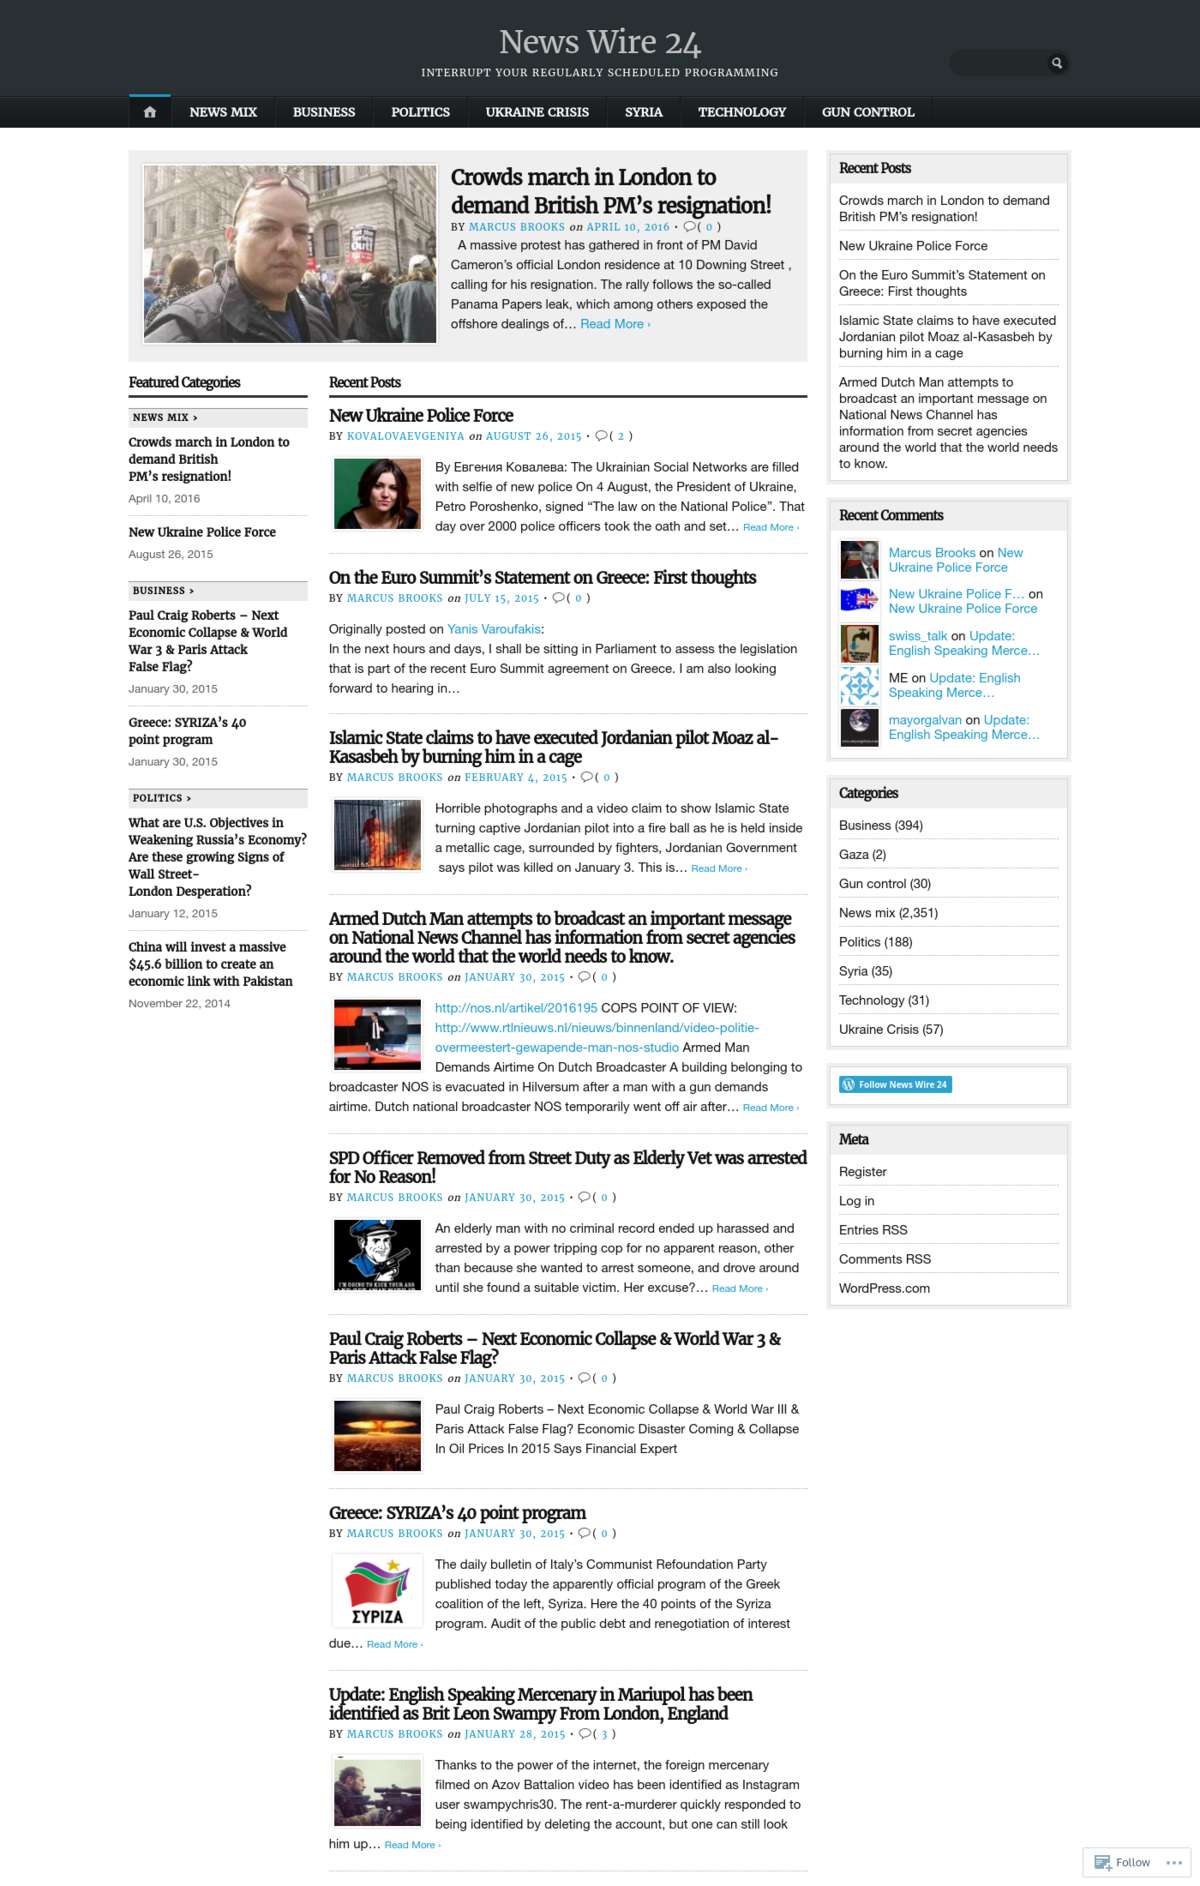 News Wire 24
INTERRUPT YOUR REGULARLY SCHEDULED PROGRAMMING
NEWS MIX
BUSINESS
POLITICS
UKRAINE CRISIS
SYRIA
TECHNOLOGY
GUN CONTROL
Crowds march in London to
demand British PM’s resignation!
BY MARCUS BROOKS on APRIL 10, 2016 • ( 0 )
A massive protest has gathered in front of PM David
Cameron’s official London residence at 10 Downing Street ,
calling for his resignation. The rally follows the so-called
Panama Papers leak, which among others exposed the
offshore dealings of… Read More ›
Featured Categories
NEWS MIX ›
Crowds march in London to
demand British
PM’s resignation!
April 10, 2016
New Ukraine Police Force
August 26, 2015
BUSINESS ›
Paul Craig Roberts – Next
Economic Collapse & World
War 3 & Paris Attack
False Flag?
January 30, 2015
Greece: SYRIZA’s 40
point program
January 30, 2015
POLITICS ›
What are U.S. Objectives in
Weakening Russia’s Economy?
Are these growing Signs of
Wall Street–
London Desperation?
January 12, 2015
China will invest a massive
$45.6 billion to create an
economic link with Pakistan
November 22, 2014
Recent Posts
New Ukraine Police Force
BY KOVALOVAEVGENIYA on AUGUST 26, 2015 • ( 2 )
By Евгения Ковалева: The Ukrainian Social Networks are filled
with selfie of new police On 4 August, the President of Ukraine,
Petro Poroshenko, signed “The law on the National Police”. That
day over 2000 police officers took the oath and set… Read More ›
On the Euro Summit’s Statement on Greece: First thoughts
BY MARCUS BROOKS on JULY 15, 2015 • ( 0 )
Originally posted on Yanis Varoufakis:
In the next hours and days, I shall be sitting in Parliament to assess the legislation
that is part of the recent Euro Summit agreement on Greece. I am also looking
forward to hearing in…
Islamic State claims to have executed Jordanian pilot Moaz al-
Kasasbeh by burning him in a cage
BY MARCUS BROOKS on FEBRUARY 4, 2015 • ( 0 )
Horrible photographs and a video claim to show Islamic State
turning captive Jordanian pilot into a fire ball as he is held inside
a metallic cage, surrounded by fighters, Jordanian Government
says pilot was killed on January 3. This is… Read More ›
Armed Dutch Man attempts to broadcast an important message
on National News Channel has information from secret agencies
around the world that the world needs to know.
BY MARCUS BROOKS on JANUARY 30, 2015 • ( 0 )
http://nos.nl/artikel/2016195 COPS POINT OF VIEW:
http://www.rtlnieuws.nl/nieuws/binnenland/video-politie-
overmeestert-gewapende-man-nos-studio Armed Man
Demands Airtime On Dutch Broadcaster A building belonging to
broadcaster NOS is evacuated in Hilversum after a man with a gun demands
airtime. Dutch national broadcaster NOS temporarily went off air after… Read More ›
SPD Officer Removed from Street Duty as Elderly Vet was arrested
for No Reason!
BY MARCUS BROOKS on JANUARY 30, 2015 • ( 0 )
I'M GOING TO KICK YOUR ASS
An elderly man with no criminal record ended up harassed and
arrested by a power tripping cop for no apparent reason, other
than because she wanted to arrest someone, and drove around
until she found a suitable victim. Her excuse?… Read More ›
Paul Craig Roberts – Next Economic Collapse & World War 3 &
Paris Attack False Flag?
BY MARCUS BROOKS on JANUARY 30, 2015 • ( 0 )
Paul Craig Roberts – Next Economic Collapse & World War III &
Paris Attack False Flag? Economic Disaster Coming & Collapse
In Oil Prices In 2015 Says Financial Expert
Greece: SYRIZA’s 40 point program
BY MARCUS BROOKS on JANUARY 30, 2015 • ( 0 )
ΣΥΡΙΖΑ
The daily bulletin of Italy’s Communist Refoundation Party
published today the apparently official program of the Greek
coalition of the left, Syriza. Here the 40 points of the Syriza
program. Audit of the public debt and renegotiation of interest
due… Read More ›
Update: English Speaking Mercenary in Mariupol has been
identified as Brit Leon Swampy From London, England
BY MARCUS BROOKS on JANUARY 28, 2015 • ( 3 )
Thanks to the power of the internet, the foreign mercenary
filmed on Azov Battalion video has been identified as Instagram
user swampychris30. The rent-a-murderer quickly responded to
being identified by deleting the account, but one can still look
him up… Read More ›
Recent Posts
Crowds march in London to demand
British PM’s resignation!
New Ukraine Police Force
On the Euro Summit’s Statement on
Greece: First thoughts
Islamic State claims to have executed
Jordanian pilot Moaz al-Kasasbeh by
burning him in a cage
Armed Dutch Man attempts to
broadcast an important message on
National News Channel has
information from secret agencies
around the world that the world needs
to know.
Recent Comments
Marcus Brooks on New
Ukraine Police Force
New Ukraine Police F… on
New Ukraine Police Force
swiss_talk on Update:
English Speaking Merce…
ME on Update: English
Speaking Merce…
mayorgalvan on Update:
English Speaking Merce…
Categories
Business (394)
Gaza (2)
Gun control (30)
News mix (2,351)
Politics (188)
Syria (35)
Technology (31)
Ukraine Crisis (57)
Follow News Wire 24
Meta
Register
Log in
Entries RSS
Comments RSS
WordPress.com
Follow